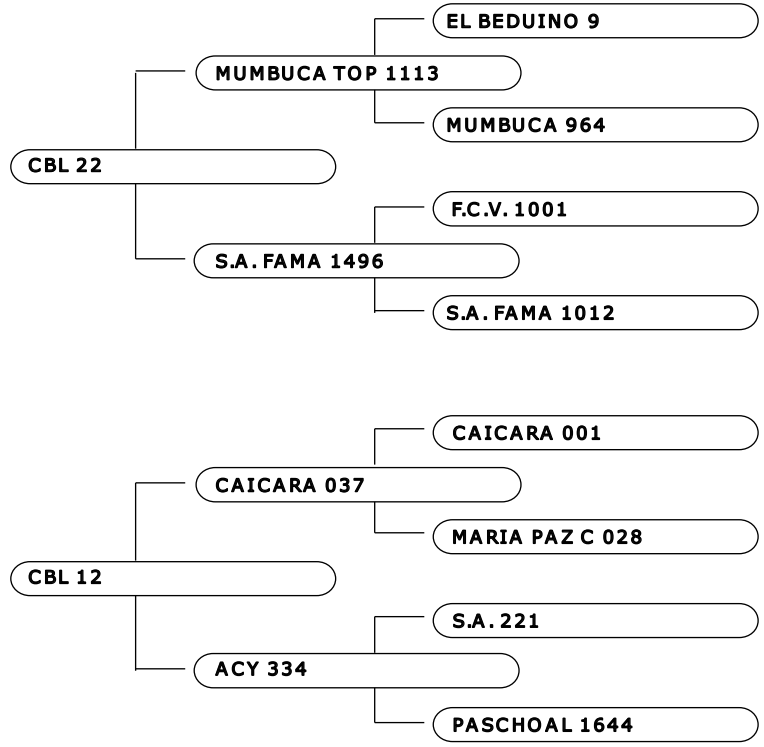 EL BEDUINO 9
MUMBUCA TOP 1113
MUMBUCA 964
CBL 22
F.C.V. 1001
S.A. FAMA 1496
S.A. FAMA 1012
CAICARA 001
CAICARA 037
MARIA PAZ C 028
CBL 12
S.A. 221
ACY 334
PASCHOAL 1644